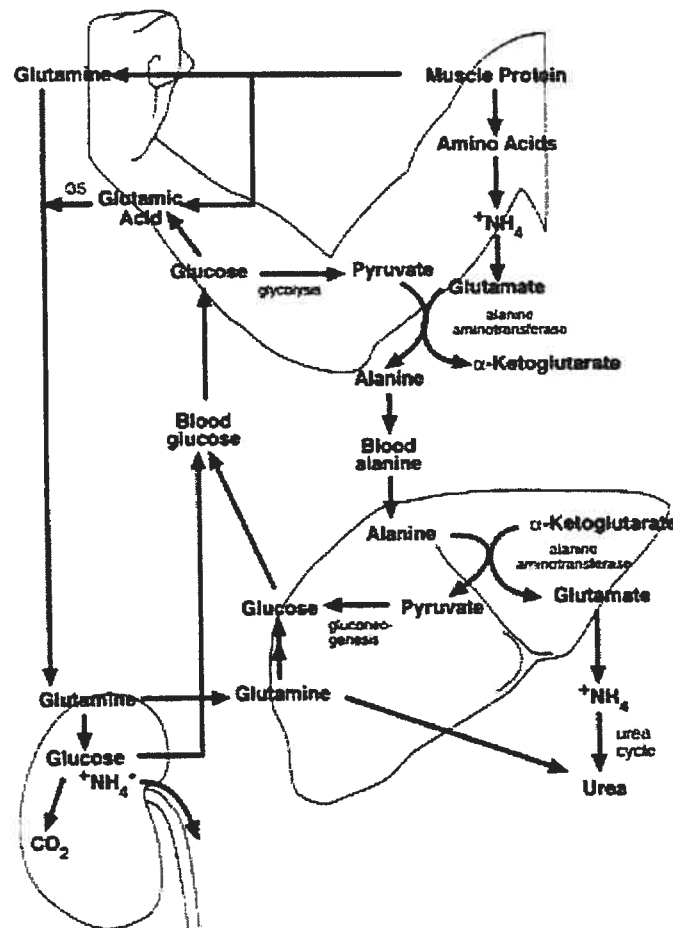 Glutamine
Muscle Protein
Amino Acids
GS
Glutamic
Acid
+NH4
Glucose
glycolysis
Pyruvate
Glutamate
alanine
aminotransferase
Alanine
α-Ketoglutarate
Blood
glucose
Blood
alanine
Alanine
α-Ketoglutarate
alanine
aminotransferase
Glucose
gluconeo-
genesis
Pyruvate
Glutamate
Glutamine
Glutamine
+NH4
urea
cycle
Glucose
+NH4
Urea
CO2